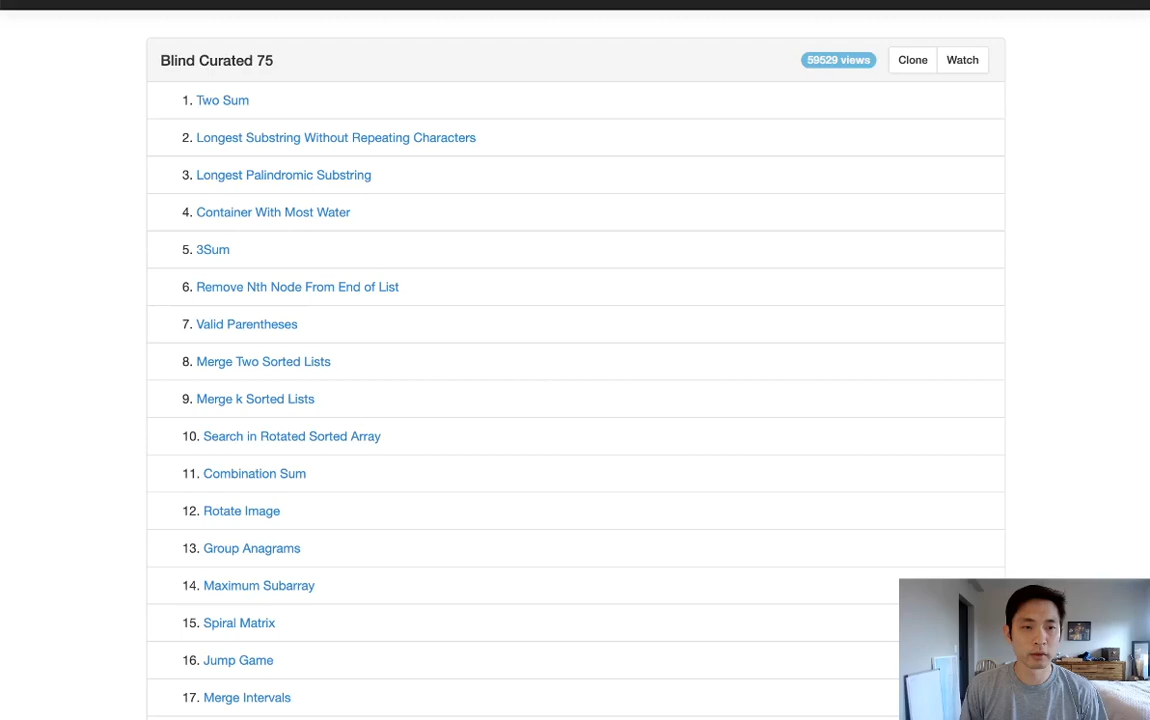 Blind Curated 75
59529 views
Clone
Watch
1. Two Sum
2. Longest Substring Without Repeating Characters
3. Longest Palindromic Substring
4. Container With Most Water
5. 3Sum
6. Remove Nth Node From End of List
7. Valid Parentheses
8. Merge Two Sorted Lists
9. Merge k Sorted Lists
10. Search in Rotated Sorted Array
11. Combination Sum
12. Rotate Image
13. Group Anagrams
14. Maximum Subarray
15. Spiral Matrix
16. Jump Game
17. Merge Intervals